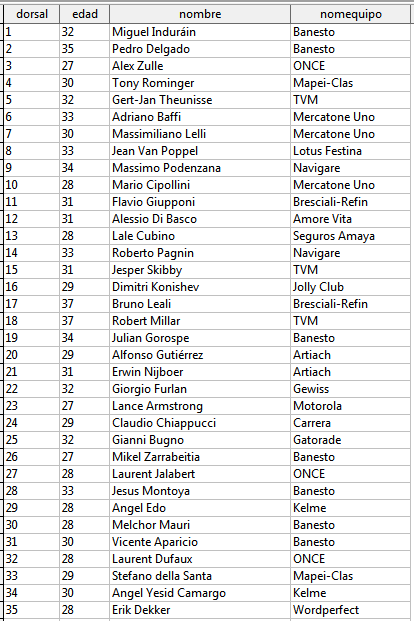 dorsal edad nombre nomequipo
1 32 Miguel Induráin Banesto
2 35 Pedro Delgado Banesto
3 27 Alex Zulle ONCE
4 30 Tony Rominger Mapei-Clas
5 32 Gert-Jan Theunisse TVM
6 33 Adriano Baffi Mercatone Uno
7 30 Massimiliano Lelli Mercatone Uno
8 33 Jean Van Poppel Lotus Festina
9 34 Massimo Podenzana Navigare
10 28 Mario Cipollini Mercatone Uno
11 31 Flavio Giupponi Bresciali-Refin
12 31 Alessio Di Basco Amore Vita
13 28 Lale Cubino Seguros Amaya
14 33 Roberto Pagnin Navigare
15 31 Jesper Skibby TVM
16 29 Dimitri Konishev Jolly Club
17 37 Bruno Leali Bresciali-Refin
18 37 Robert Millar TVM
19 34 Julian Gorospe Banesto
20 29 Alfonso Gutiérrez Artiach
21 31 Erwin Nijboer Artiach
22 32 Giorgio Furlan Gewiss
23 27 Lance Armstrong Motorola
24 29 Claudio Chiappucci Carrera
25 32 Gianni Bugno Gatorade
26 27 Mikel Zarrabeitia Banesto
27 28 Laurent Jalabert ONCE
28 33 Jesus Montoya Banesto
29 28 Angel Edo Kelme
30 28 Melchor Mauri Banesto
31 30 Vicente Aparicio Banesto
32 28 Laurent Dufaux ONCE
33 29 Stefano della Santa Mapei-Clas
34 30 Angel Yesid Camargo Kelme
35 28 Erik Dekker Wordperfect